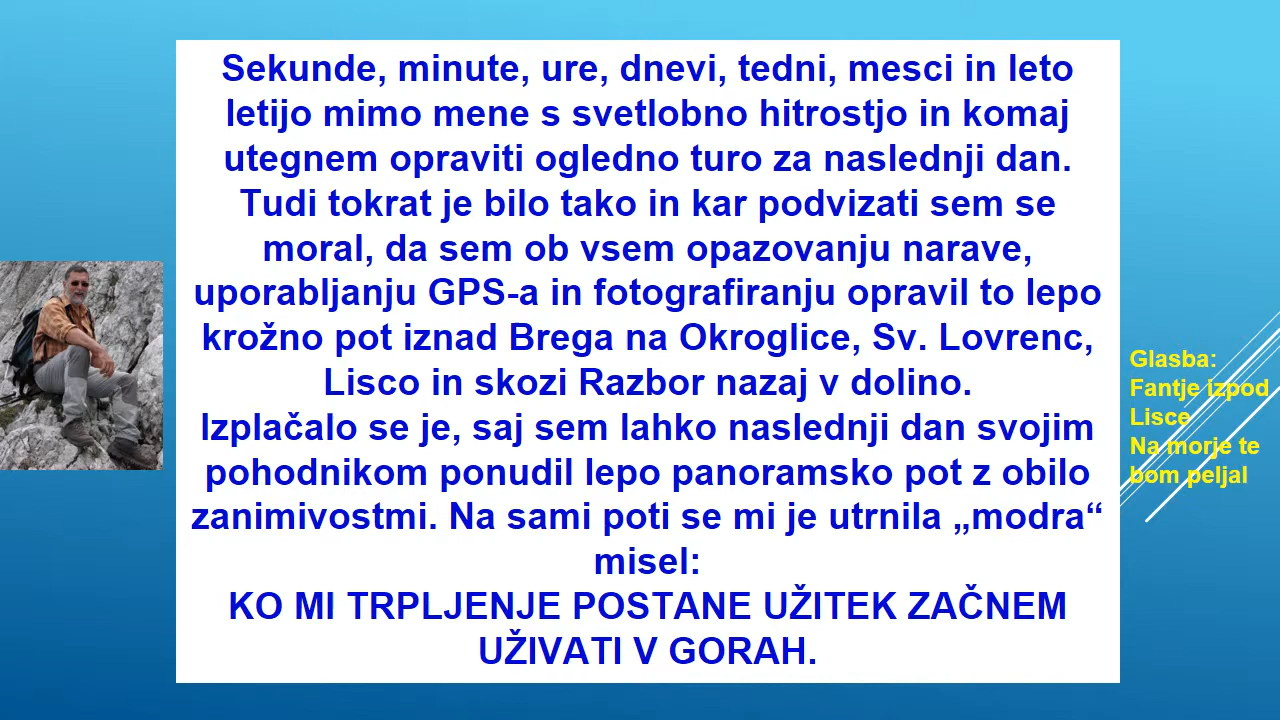 Sekunde, minute, ure, dnevi, tedni, mesci in leto
letijo mimo mene s svetlobno hitrostjo in komaj
utegnem opraviti ogledno turo za naslednji dan.
Tudi tokrat je bilo tako in kar podvizati sem se
moral, da sem ob vsem opazovanju narave,
uporabljanju GPS-a in fotografiranju opravil to lepo
krožno pot iznad Brega na Okroglice, Sv. Lovrenc,
Lisco in skozi Razbor nazaj v dolino.
Izplačalo se je, saj sem lahko naslednji dan svojim
pohodnikom ponudil lepo panoramsko pot z obilo
zanimivostmi. Na sami poti se mi je utrnila „modra“
misel:
KO MI TRPLJENJE POSTANE UŽITEK ZAČNEM
UŽIVATI V GORAH.
Glasba:
Fantje izpod
Lisce
Na morje te
bom peljal